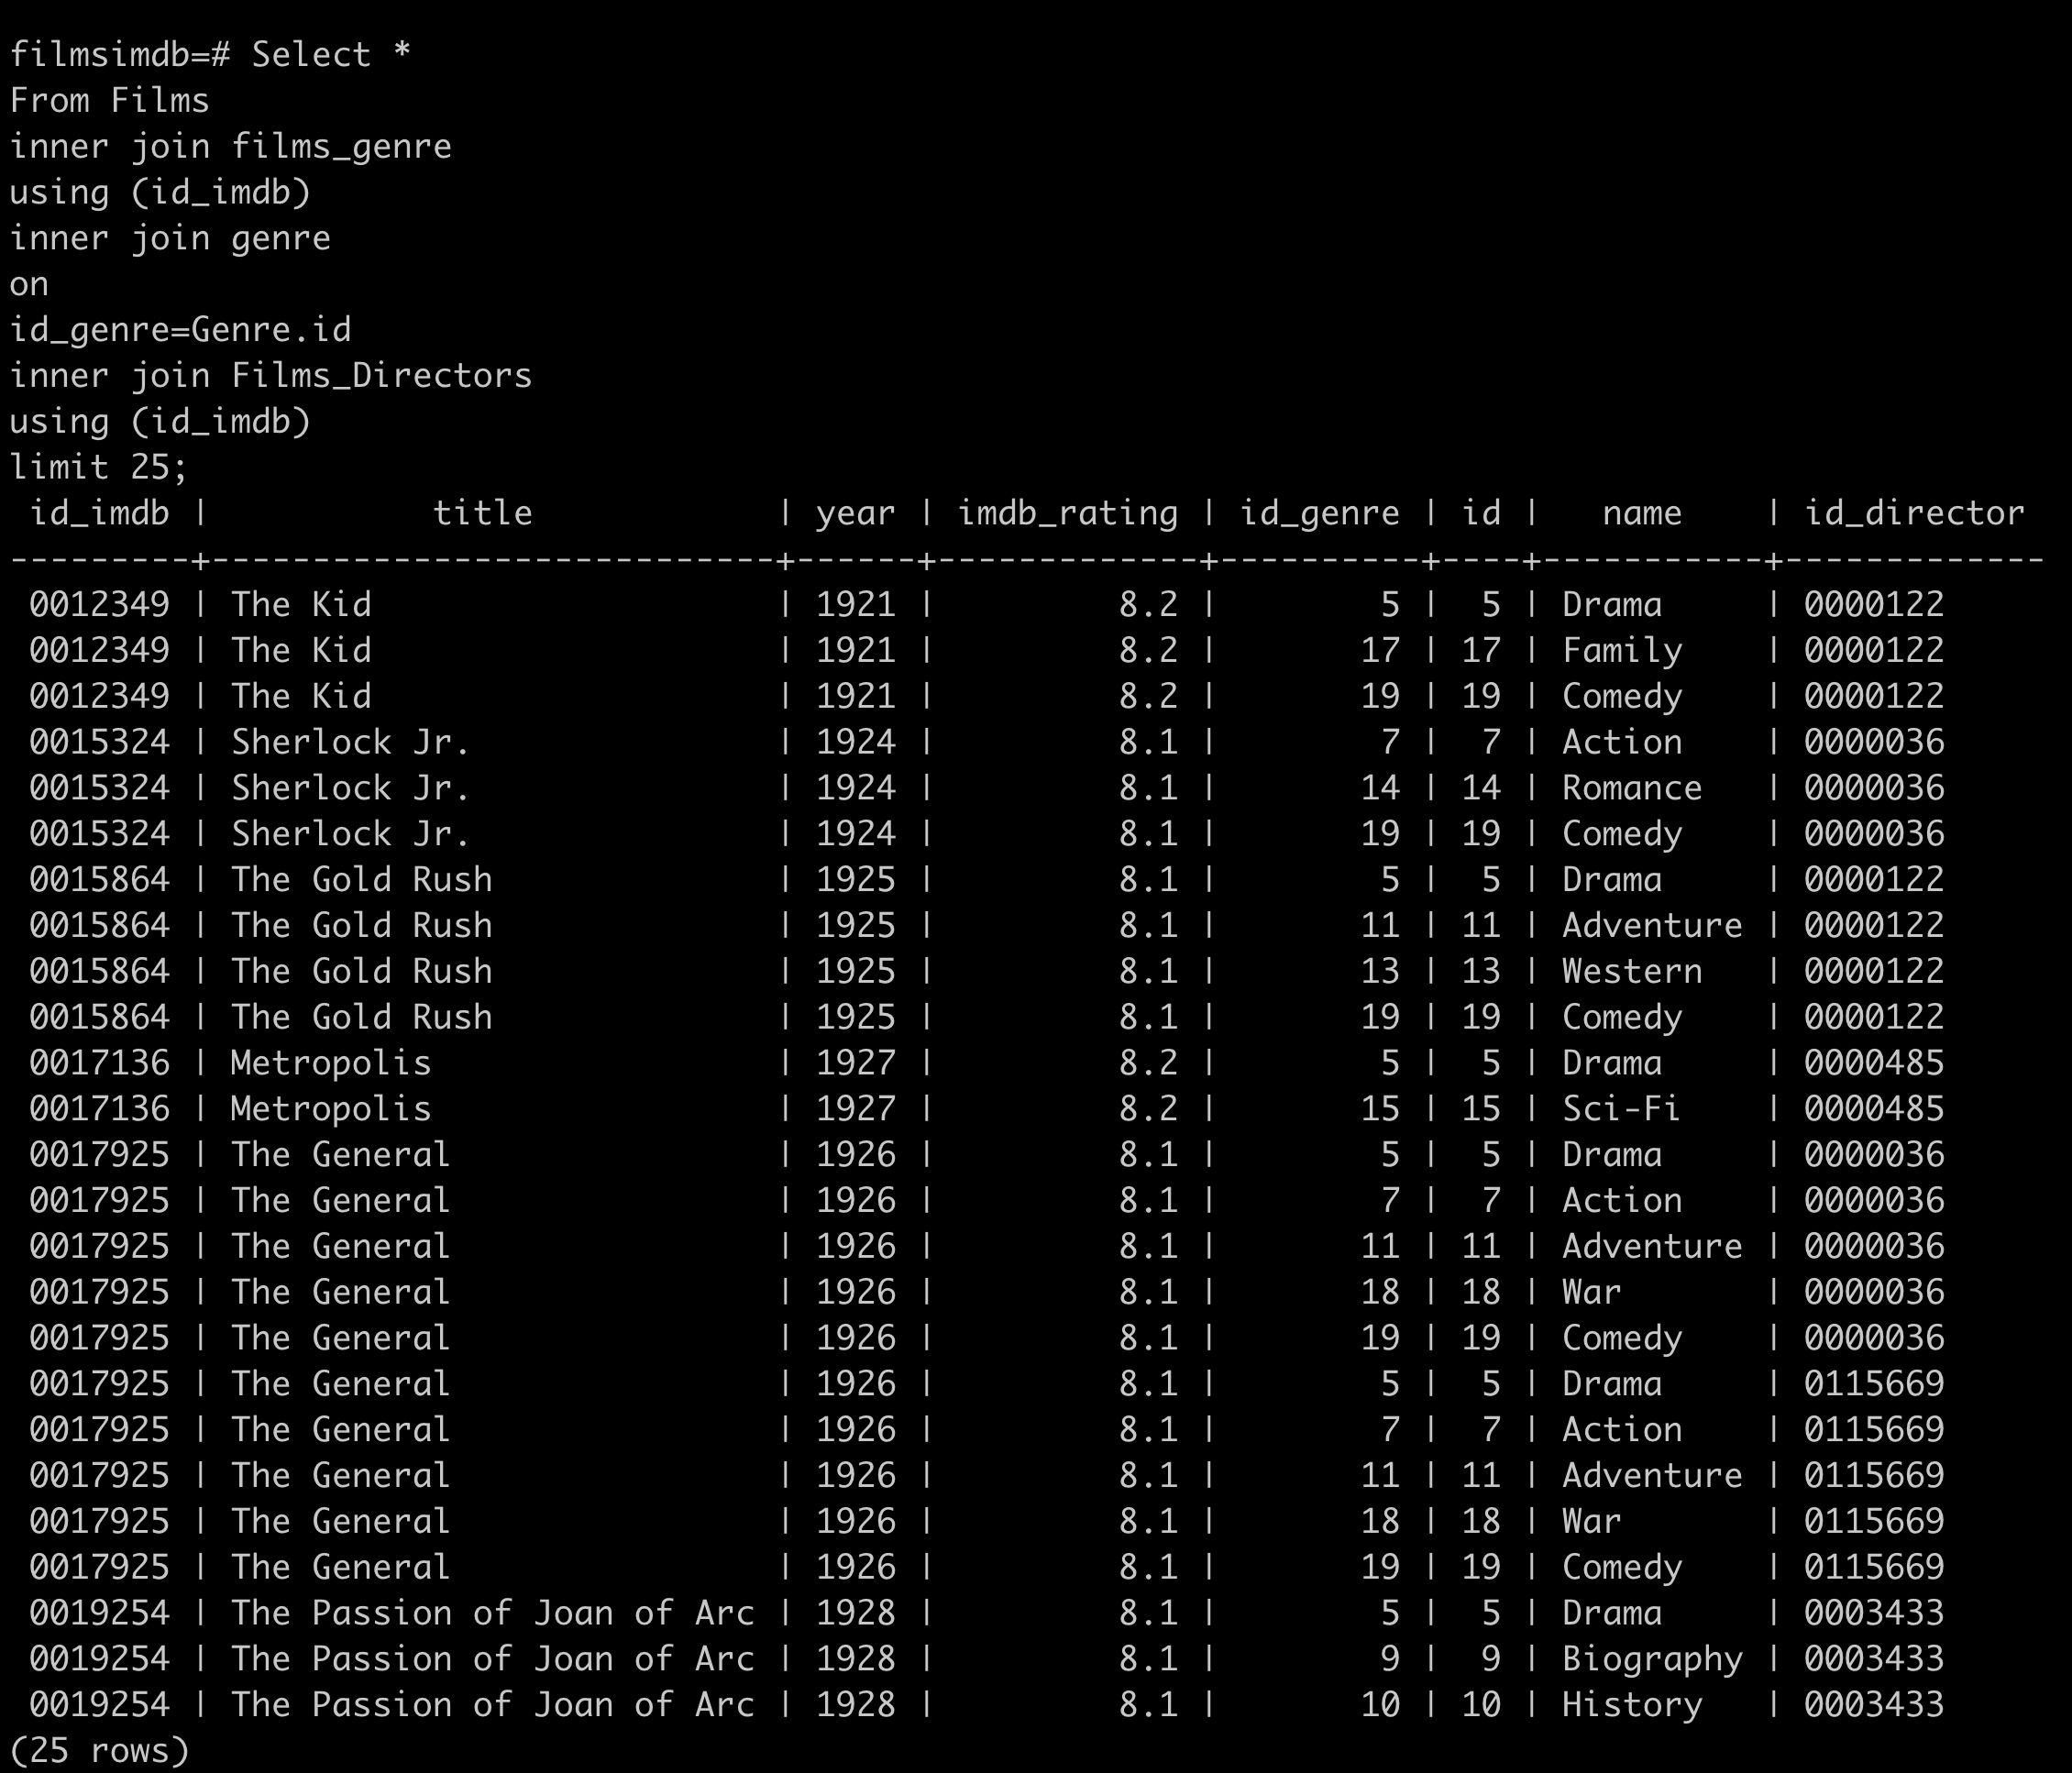 filmsimdb=# Select *
From Films
inner join films_genre
using (id_imdb)
inner join genre
on
id_genre=Genre.id
inner join Films_Directors
using (id_imdb)
limit 25;
 id_imdb |           title            | year | imdb_rating | id_genre | id |   name    | id_director
---------+----------------------------+------+-------------+----------+----+-----------+-------------
 0012349 | The Kid                    | 1921 |         8.2 |        5 |  5 | Drama     | 0000122
 0012349 | The Kid                    | 1921 |         8.2 |       17 | 17 | Family    | 0000122
 0012349 | The Kid                    | 1921 |         8.2 |       19 | 19 | Comedy    | 0000122
 0015324 | Sherlock Jr.               | 1924 |         8.1 |        7 |  7 | Action    | 0000036
 0015324 | Sherlock Jr.               | 1924 |         8.1 |       14 | 14 | Romance   | 0000036
 0015324 | Sherlock Jr.               | 1924 |         8.1 |       19 | 19 | Comedy    | 0000036
 0015864 | The Gold Rush              | 1925 |         8.1 |        5 |  5 | Drama     | 0000122
 0015864 | The Gold Rush              | 1925 |         8.1 |       11 | 11 | Adventure | 0000122
 0015864 | The Gold Rush              | 1925 |         8.1 |       13 | 13 | Western   | 0000122
 0015864 | The Gold Rush              | 1925 |         8.1 |       19 | 19 | Comedy    | 0000122
 0017136 | Metropolis                 | 1927 |         8.2 |        5 |  5 | Drama     | 0000485
 0017136 | Metropolis                 | 1927 |         8.2 |       15 | 15 | Sci-Fi    | 0000485
 0017925 | The General                | 1926 |         8.1 |        5 |  5 | Drama     | 0000036
 0017925 | The General                | 1926 |         8.1 |        7 |  7 | Action    | 0000036
 0017925 | The General                | 1926 |         8.1 |       11 | 11 | Adventure | 0000036
 0017925 | The General                | 1926 |         8.1 |       18 | 18 | War       | 0000036
 0017925 | The General                | 1926 |         8.1 |       19 | 19 | Comedy    | 0000036
 0017925 | The General                | 1926 |         8.1 |        5 |  5 | Drama     | 0115669
 0017925 | The General                | 1926 |         8.1 |        7 |  7 | Action    | 0115669
 0017925 | The General                | 1926 |         8.1 |       11 | 11 | Adventure | 0115669
 0017925 | The General                | 1926 |         8.1 |       18 | 18 | War       | 0115669
 0017925 | The General                | 1926 |         8.1 |       19 | 19 | Comedy    | 0115669
 0019254 | The Passion of Joan of Arc | 1928 |         8.1 |        5 |  5 | Drama     | 0003433
 0019254 | The Passion of Joan of Arc | 1928 |         8.1 |        9 |  9 | Biography | 0003433
 0019254 | The Passion of Joan of Arc | 1928 |         8.1 |       10 | 10 | History   | 0003433
(25 rows)